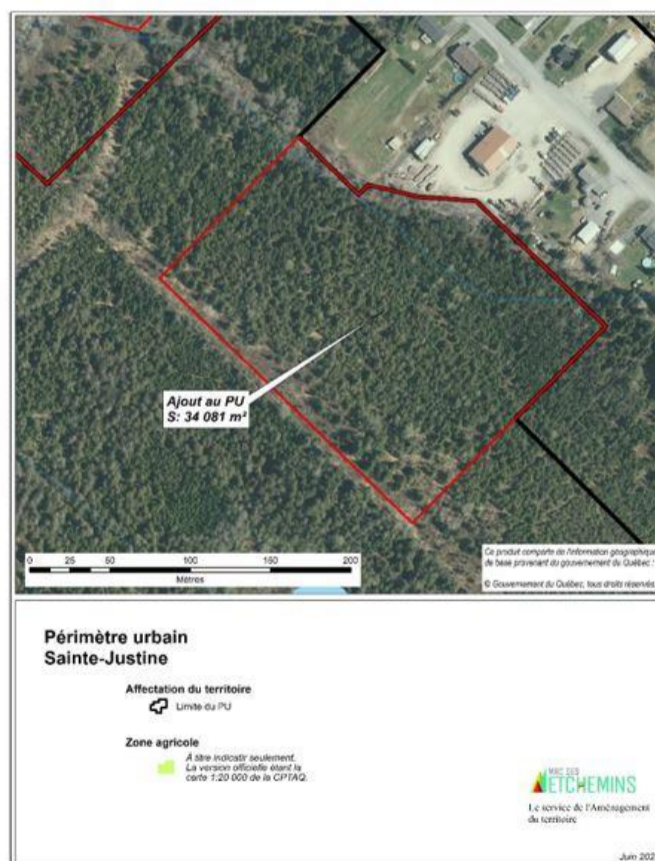 Ajout au PU
S: 34 081 m²
0 25 50 100 150 200
Mètres
Ce produit comporte de l'information géographique
de base provenant du gouvernement du Québec.
© Gouvernement du Québec, tous droits réservés.
Périmètre urbain
Sainte-Justine
Affectation du territoire
Limite du PU
Zone agricole
À titre indicatif seulement.
La version officielle étant la
carte 1:20 000 de la CPTAQ.
MRC DES
ETCHEMINS
Le service de l'Aménagement
du territoire
Juin 202